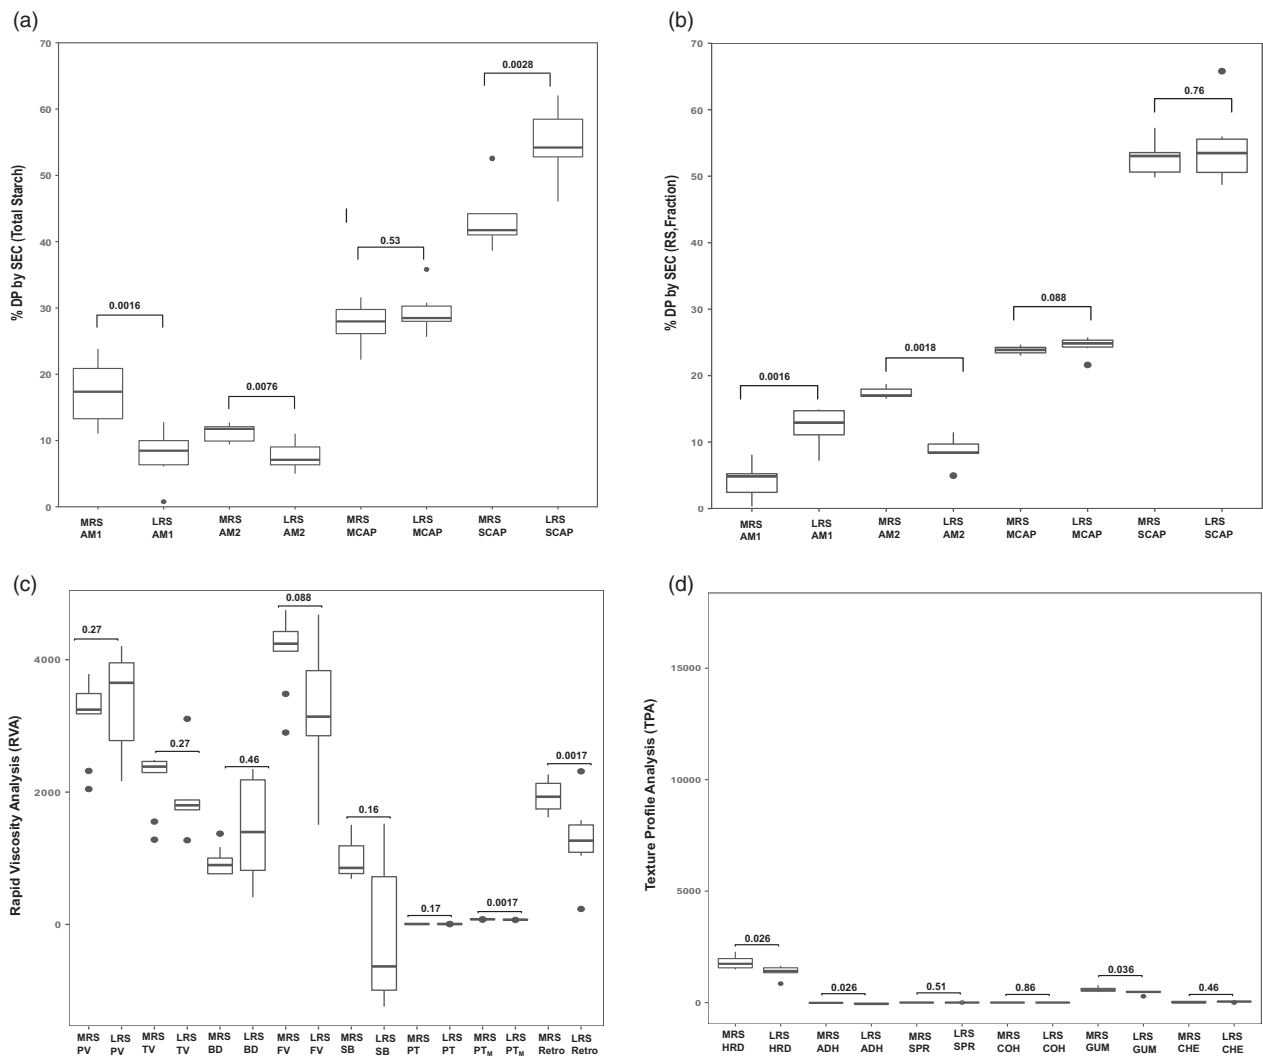 (a)
70
60
50
40
30
20
10
0
% DP by SEC (Total Starch)
0.0016
0.0076
0.53
0.0028
MRS AM1
LRS AM1
MRS AM2
LRS AM2
MRS MCAP
LRS MCAP
MRS SCAP
LRS SCAP
(b)
70
60
50
40
30
20
10
0
% DP by SEC (RS,Fraction)
0.0016
0.0018
0.088
0.76
MRS AM1
LRS AM1
MRS AM2
LRS AM2
MRS MCAP
LRS MCAP
MRS SCAP
LRS SCAP
(c)
4000
2000
0
Rapid Viscosity Analysis (RVA)
0.27
0.27
0.46
0.088
0.16
0.17
0.0017
0.0017
MRS PV
LRS PV
MRS TV
LRS TV
MRS BD
LRS BD
MRS FV
LRS FV
MRS SB
LRS SB
MRS PT
LRS PT
MRS PTM
LRS PTM
MRS Retro
LRS Retro
(d)
15000
10000
5000
0
Texture Profile Analysis (TPA)
0.026
0.026
0.51
0.86
0.036
0.46
MRS HRD
LRS HRD
MRS ADH
LRS ADH
MRS SPR
LRS SPR
MRS COH
LRS COH
MRS GUM
LRS GUM
MRS CHE
LRS CHE